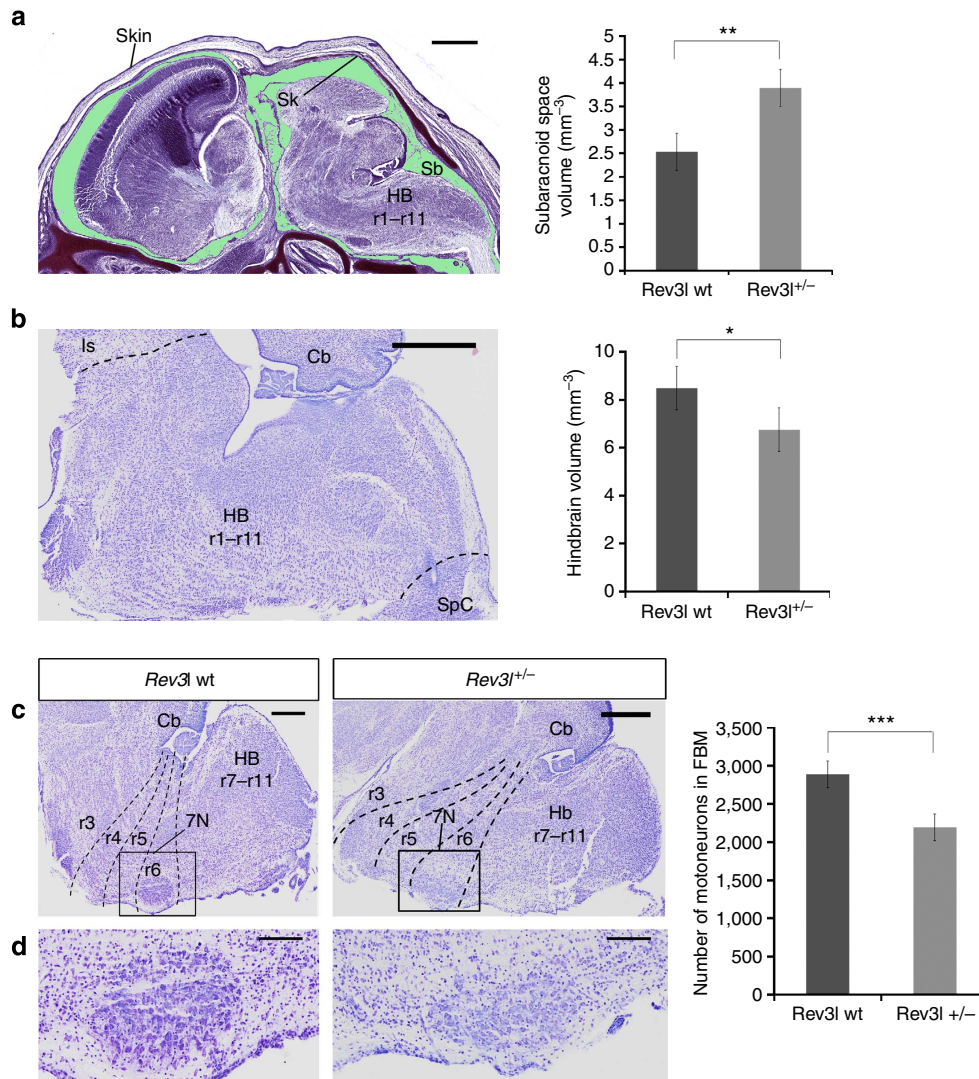 a
Skin
Sk
Sb
HB
r1–r11
Subaracnoid space
volume (mm⁻³)
5
4.5
4
3.5
3
2.5
2
1.5
1
0.5
0
**
Rev3l wt
Rev3l⁺/⁻
b
Is
Cb
HB
r1–r11
SpC
Hindbrain volume (mm⁻³)
10
8
6
4
2
0
*
Rev3l wt
Rev3l⁺/⁻
Rev3l wt
Rev3l⁺/⁻
c
Cb
HB
r7–r11
r3
r4
r5
7N
r6
Cb
r3
r4
r5
7N
r6
Hb
r7–r11
d
Number of motoneurons in FBM
3,500
3,000
2,500
2,000
1,500
1,000
500
0
***
Rev3l wt
Rev3l +/–